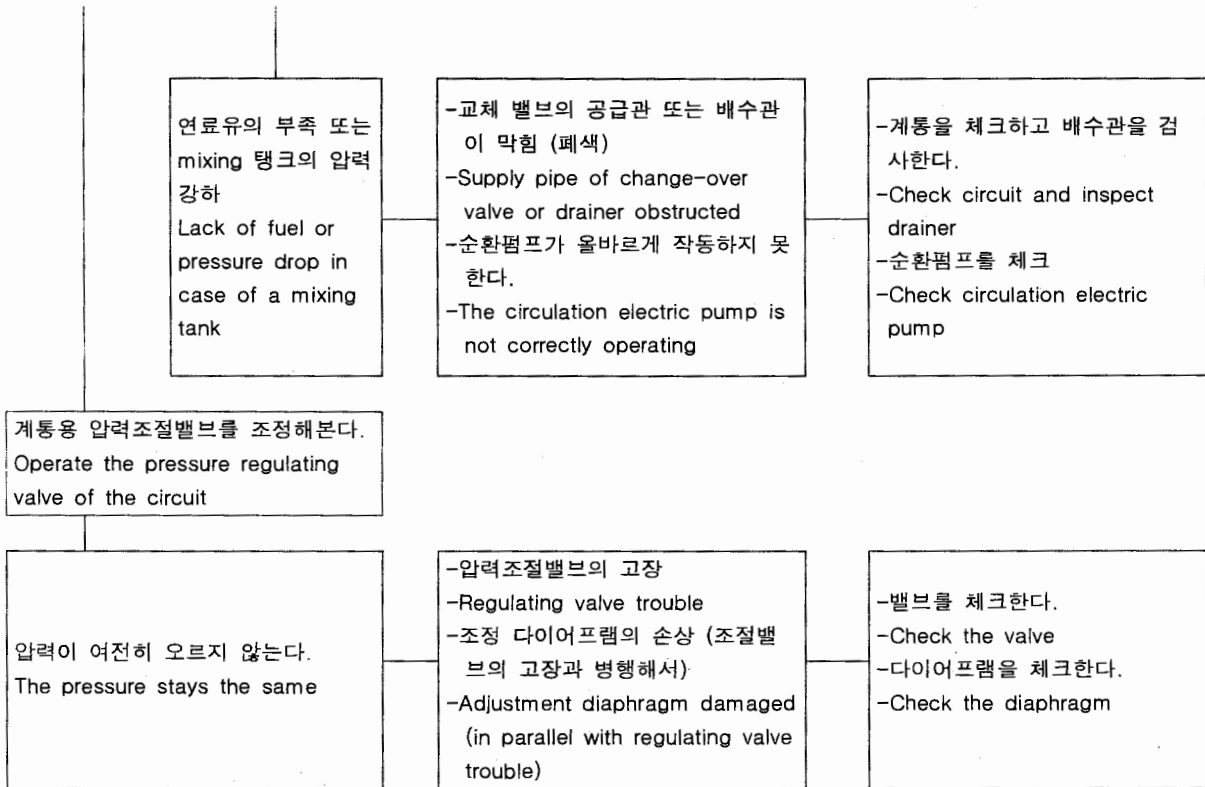 연료유의 부족 또는
mixing 탱크의 압력
강하
Lack of fuel or
pressure drop in
case of a mixing
tank
-교체 밸브의 공급관 또는 배수관
이 막힘 (폐색)
-Supply pipe of change-over
valve or drainer obstructed
-순환펌프가 올바르게 작동하지 못
한다.
-The circulation electric pump is
not correctly operating
-계통을 체크하고 배수관을 검
사한다.
-Check circuit and inspect
drainer
-순환펌프를 체크
-Check circulation electric
pump
계통용 압력조절밸브를 조정해본다.
Operate the pressure regulating
valve of the circuit
압력이 여전히 오르지 않는다.
The pressure stays the same
-압력조절밸브의 고장
-Regulating valve trouble
-조정 다이어프램의 손상 (조절밸
브의 고장과 병행해서)
-Adjustment diaphragm damaged
(in parallel with regulating valve
trouble)
-밸브를 체크한다.
-Check the valve
-다이어프램을 체크한다.
-Check the diaphragm